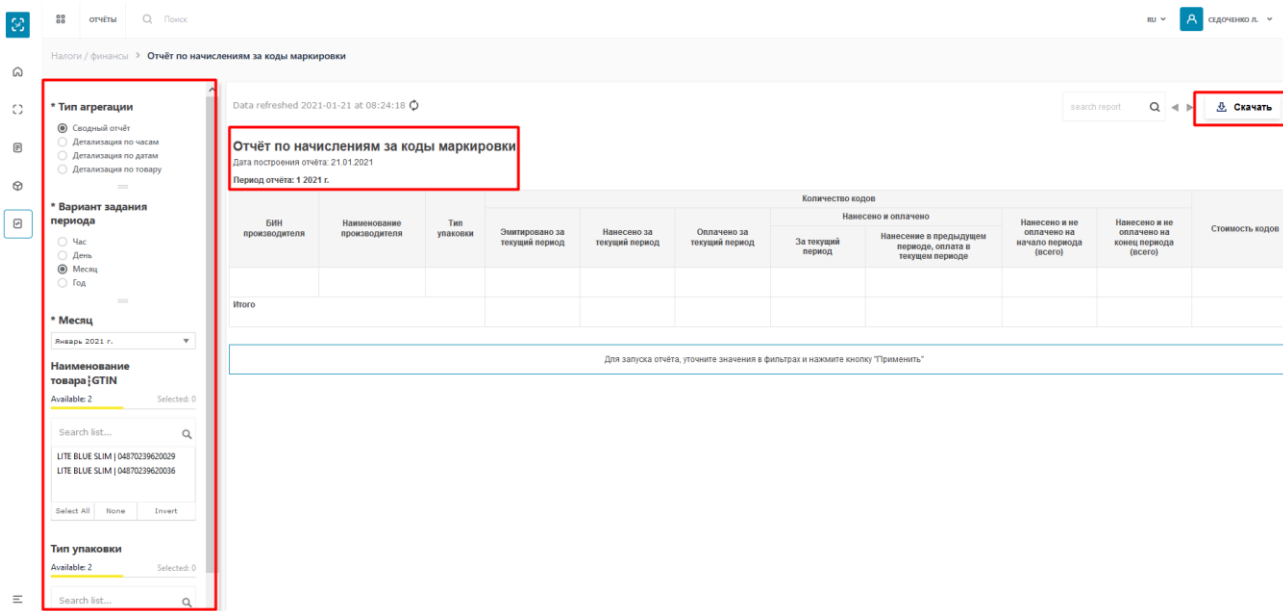 ОТЧЁТЫ
Поиск
RU
А
СЕДОЧЕНКО Л.
Налоги / финансы > Отчёт по начислениям за коды маркировки
* Тип агрегации
Сводный отчёт
Детализация по часам
Детализация по датам
Детализация по товару
* Вариант задания
периода
Час
День
Месяц
Год
* Месяц
Январь 2021 г.
Наименование
товара¦GTIN
Available: 2
Selected: 0
Search list...
LITE BLUE SLIM | 04870239620029
LITE BLUE SLIM | 04870239620036
Select All
None
Invert
Тип упаковки
Available: 2
Selected: 0
Search list...
Data refreshed 2021-01-21 at 08:24:18
search report
Скачать
Отчёт по начислениям за коды маркировки
Дата построения отчёта: 21.01.2021
Период отчёта: 1 2021 г.
БИН
производителя
Наименование
производителя
Тип
упаковки
Количество кодов
Эмитировано за
текущий период
Нанесено за
текущий период
Оплачено за
текущий период
Нанесено и оплачено
За текущий
период
Нанесение в предыдущем
периоде, оплата в
текущем периоде
Нанесено и не
оплачено на
начало периода
(всего)
Нанесено и не
оплачено на
конец периода
(всего)
Стоимость кодов
Итого
Для запуска отчёта, уточните значения в фильтрах и нажмите кнопку "Применить"